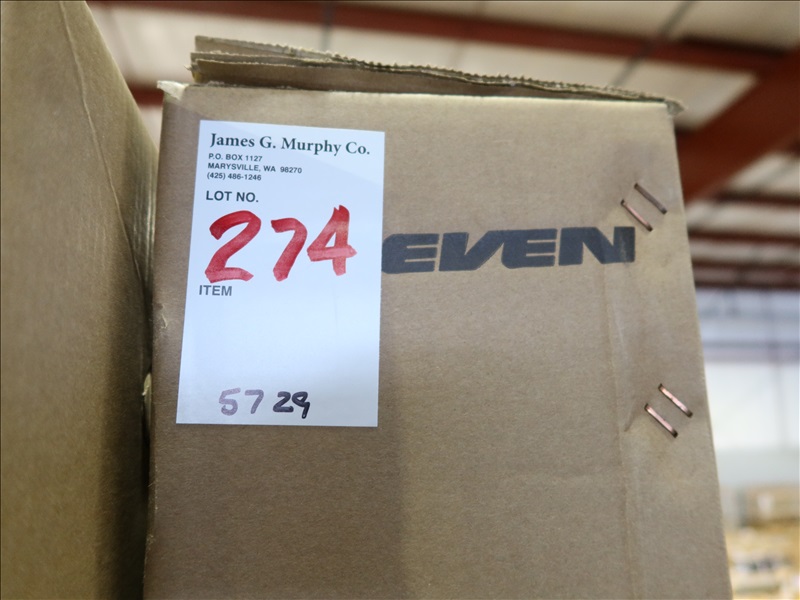 James G. Murphy Co.
P.O. BOX 1127
MARYSVILLE, WA 98270
(425) 486-1246
LOT NO.
274
EVEN
ITEM
5729